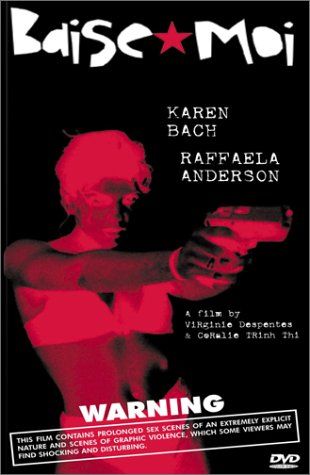 Baise★Moi
KAREN
BACH
RAFFAELA
ANDERSON
A film by
ViRginie Despentes
& CoRalie TRinh Thi
WARNING
THIS FILM CONTAINS PROLONGED SEX SCENES OF AN EXTREMELY EXPLICIT
NATURE AND SCENES OF GRAPHIC VIOLENCE, WHICH SOME VIEWERS MAY
FIND SHOCKING AND DISTURBING.
DVD